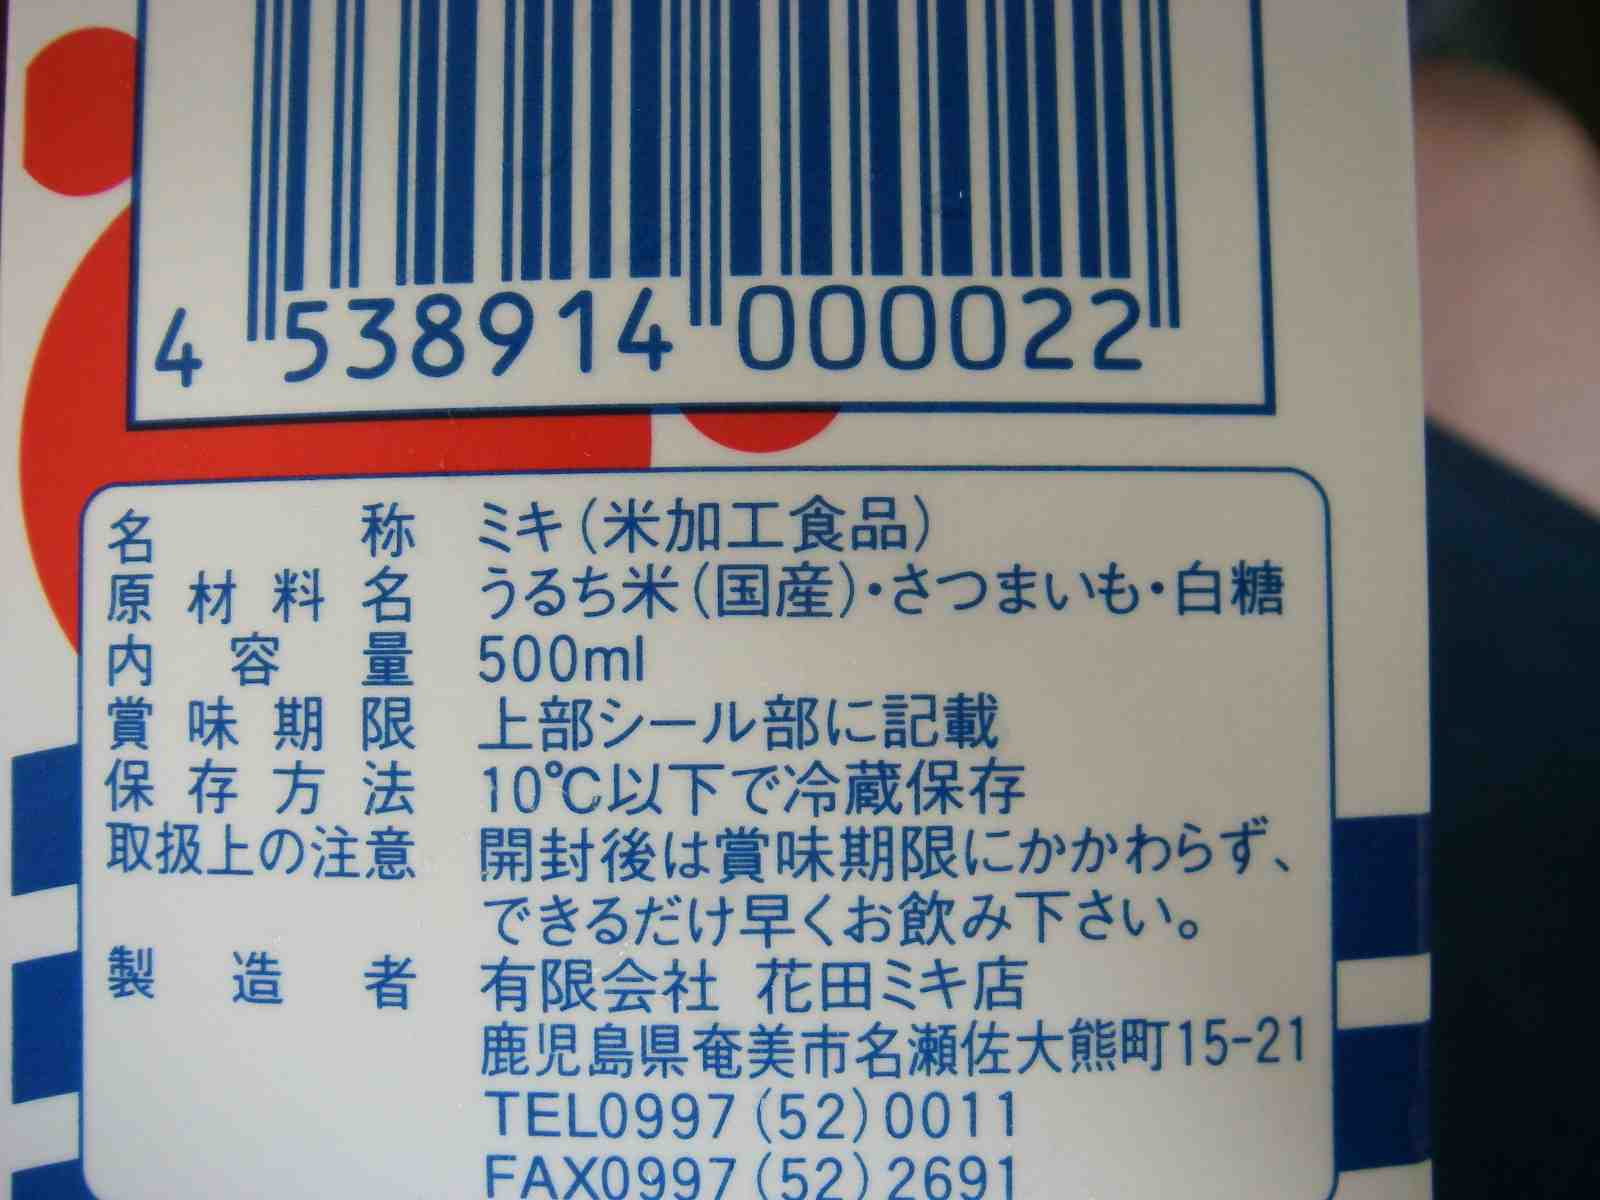 4 538914 000022
名称 ミキ(米加工食品)
原材料名 うるち米(国産)・さつまいも・白糖
内容量 500ml
賞味期限 上部シール部に記載
保存方法 10℃以下で冷蔵保存
取扱上の注意 開封後は賞味期限にかかわらず、
できるだけ早くお飲み下さい。
製造者 有限会社 花田ミキ店
鹿児島県奄美市名瀬佐大熊町15-21
TEL0997(52)0011
FAX0997(52)2691